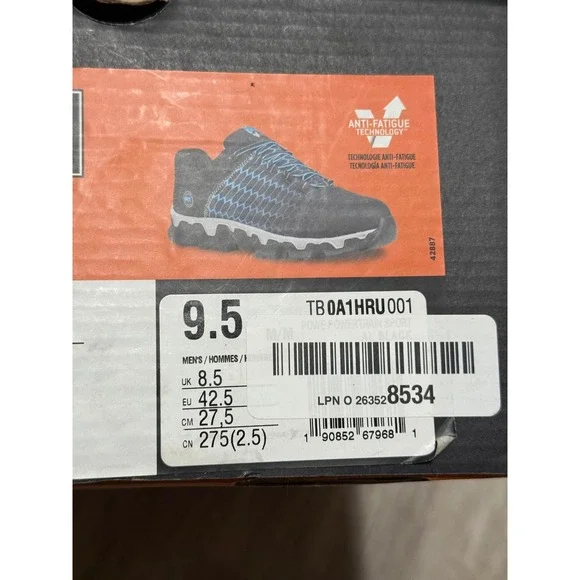 ANTI-FATIGUE
TECHNOLOGY™
TECHNOLOGIE ANTI-FATIGUE
TECNOLOGÍA ANTI-FATIGUE
42887
9.5
TB0A1HRU001
M/M
MEN'S / HOMMES /
UK 8.5
EU 42.5
CM 27,5
CN 275(2.5)
LPN O 263528534
1 90852 67968 1